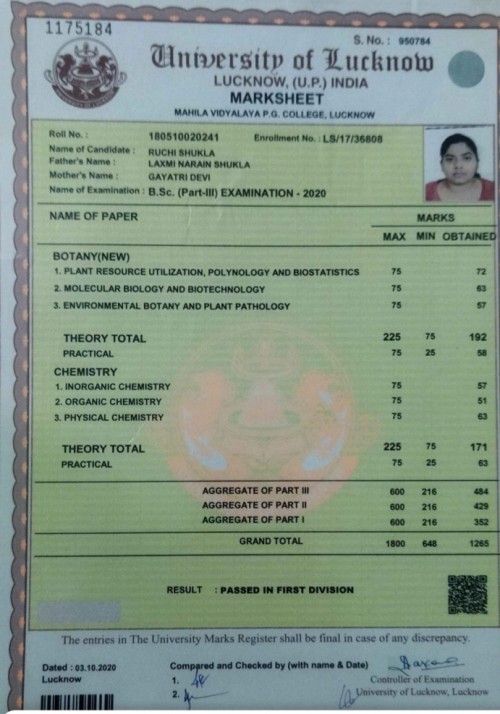 1175184
S. No. : 950784
University of Lucknow
LUCKNOW, (U.P.) INDIA
MARKSHEET
MAHILA VIDYALAYA P.G. COLLEGE, LUCKNOW
Roll No. : 180510020241 Enrollment No. : LS/17/36808
Name of Candidate : RUCHI SHUKLA
Father's Name : LAXMI NARAIN SHUKLA
Mother's Name : GAYATRI DEVI
Name of Examination : B.Sc. (Part-III) EXAMINATION - 2020
NAME OF PAPER MARKS
MAX MIN OBTAINED
BOTANY(NEW)
1. PLANT RESOURCE UTILIZATION, POLYNOLOGY AND BIOSTATISTICS 75 72
2. MOLECULAR BIOLOGY AND BIOTECHNOLOGY 75 63
3. ENVIRONMENTAL BOTANY AND PLANT PATHOLOGY 75 57
THEORY TOTAL 225 75 192
PRACTICAL 75 25 58
CHEMISTRY
1. INORGANIC CHEMISTRY 75 57
2. ORGANIC CHEMISTRY 75 51
3. PHYSICAL CHEMISTRY 75 63
THEORY TOTAL 225 75 171
PRACTICAL 75 25 63
AGGREGATE OF PART III 600 216 484
AGGREGATE OF PART II 600 216 429
AGGREGATE OF PART I 600 216 352
GRAND TOTAL 1800 648 1265
RESULT : PASSED IN FIRST DIVISION
The entries in The University Marks Register shall be final in case of any discrepancy.
Dated : 03.10.2020 Compared and Checked by (with name & Date)
Lucknow 1. Controller of Examination
2. University of Lucknow, Lucknow